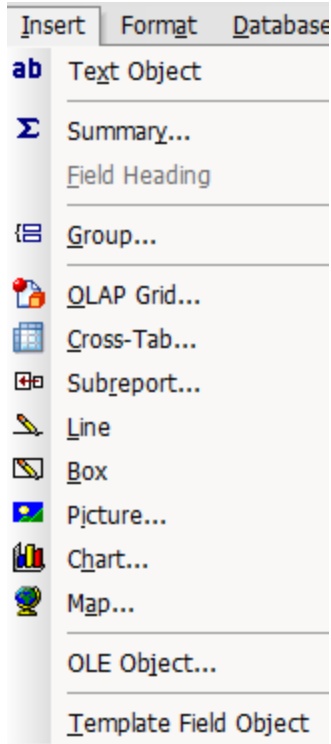 Insert Format Database
ab Text Object
Σ Summary...
Field Heading
Group...
OLAP Grid...
Cross-Tab...
Subreport...
Line
Box
Picture...
Chart...
Map...
OLE Object...
Template Field Object